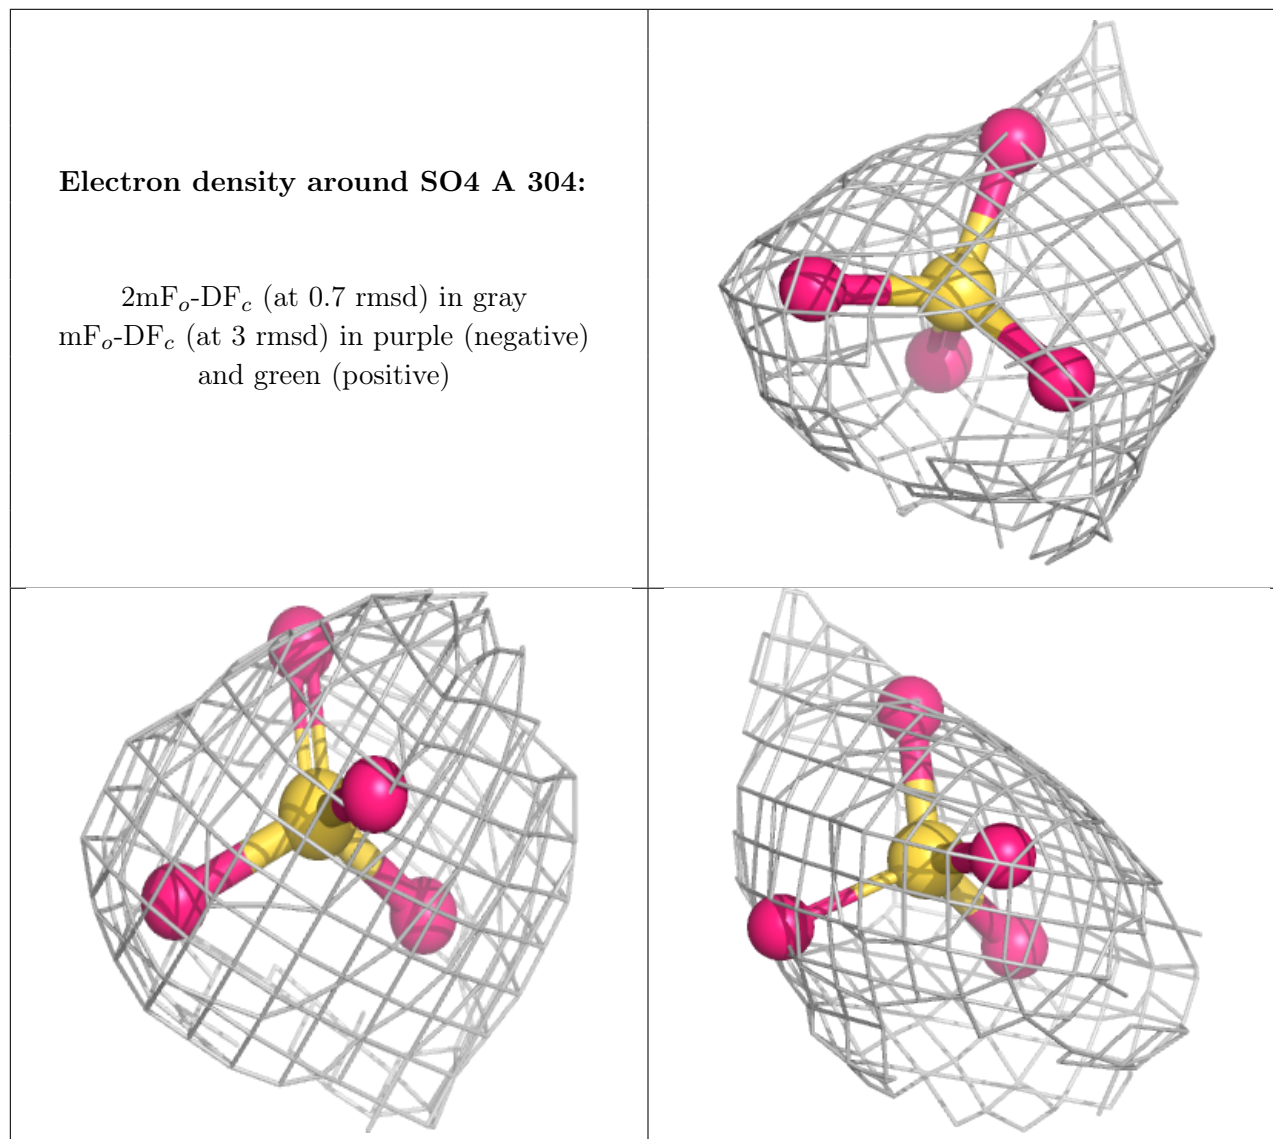 Electron density around SO4 A 304:
2mFo-DFc (at 0.7 rmsd) in gray
mFo-DFc (at 3 rmsd) in purple (negative)
and green (positive)